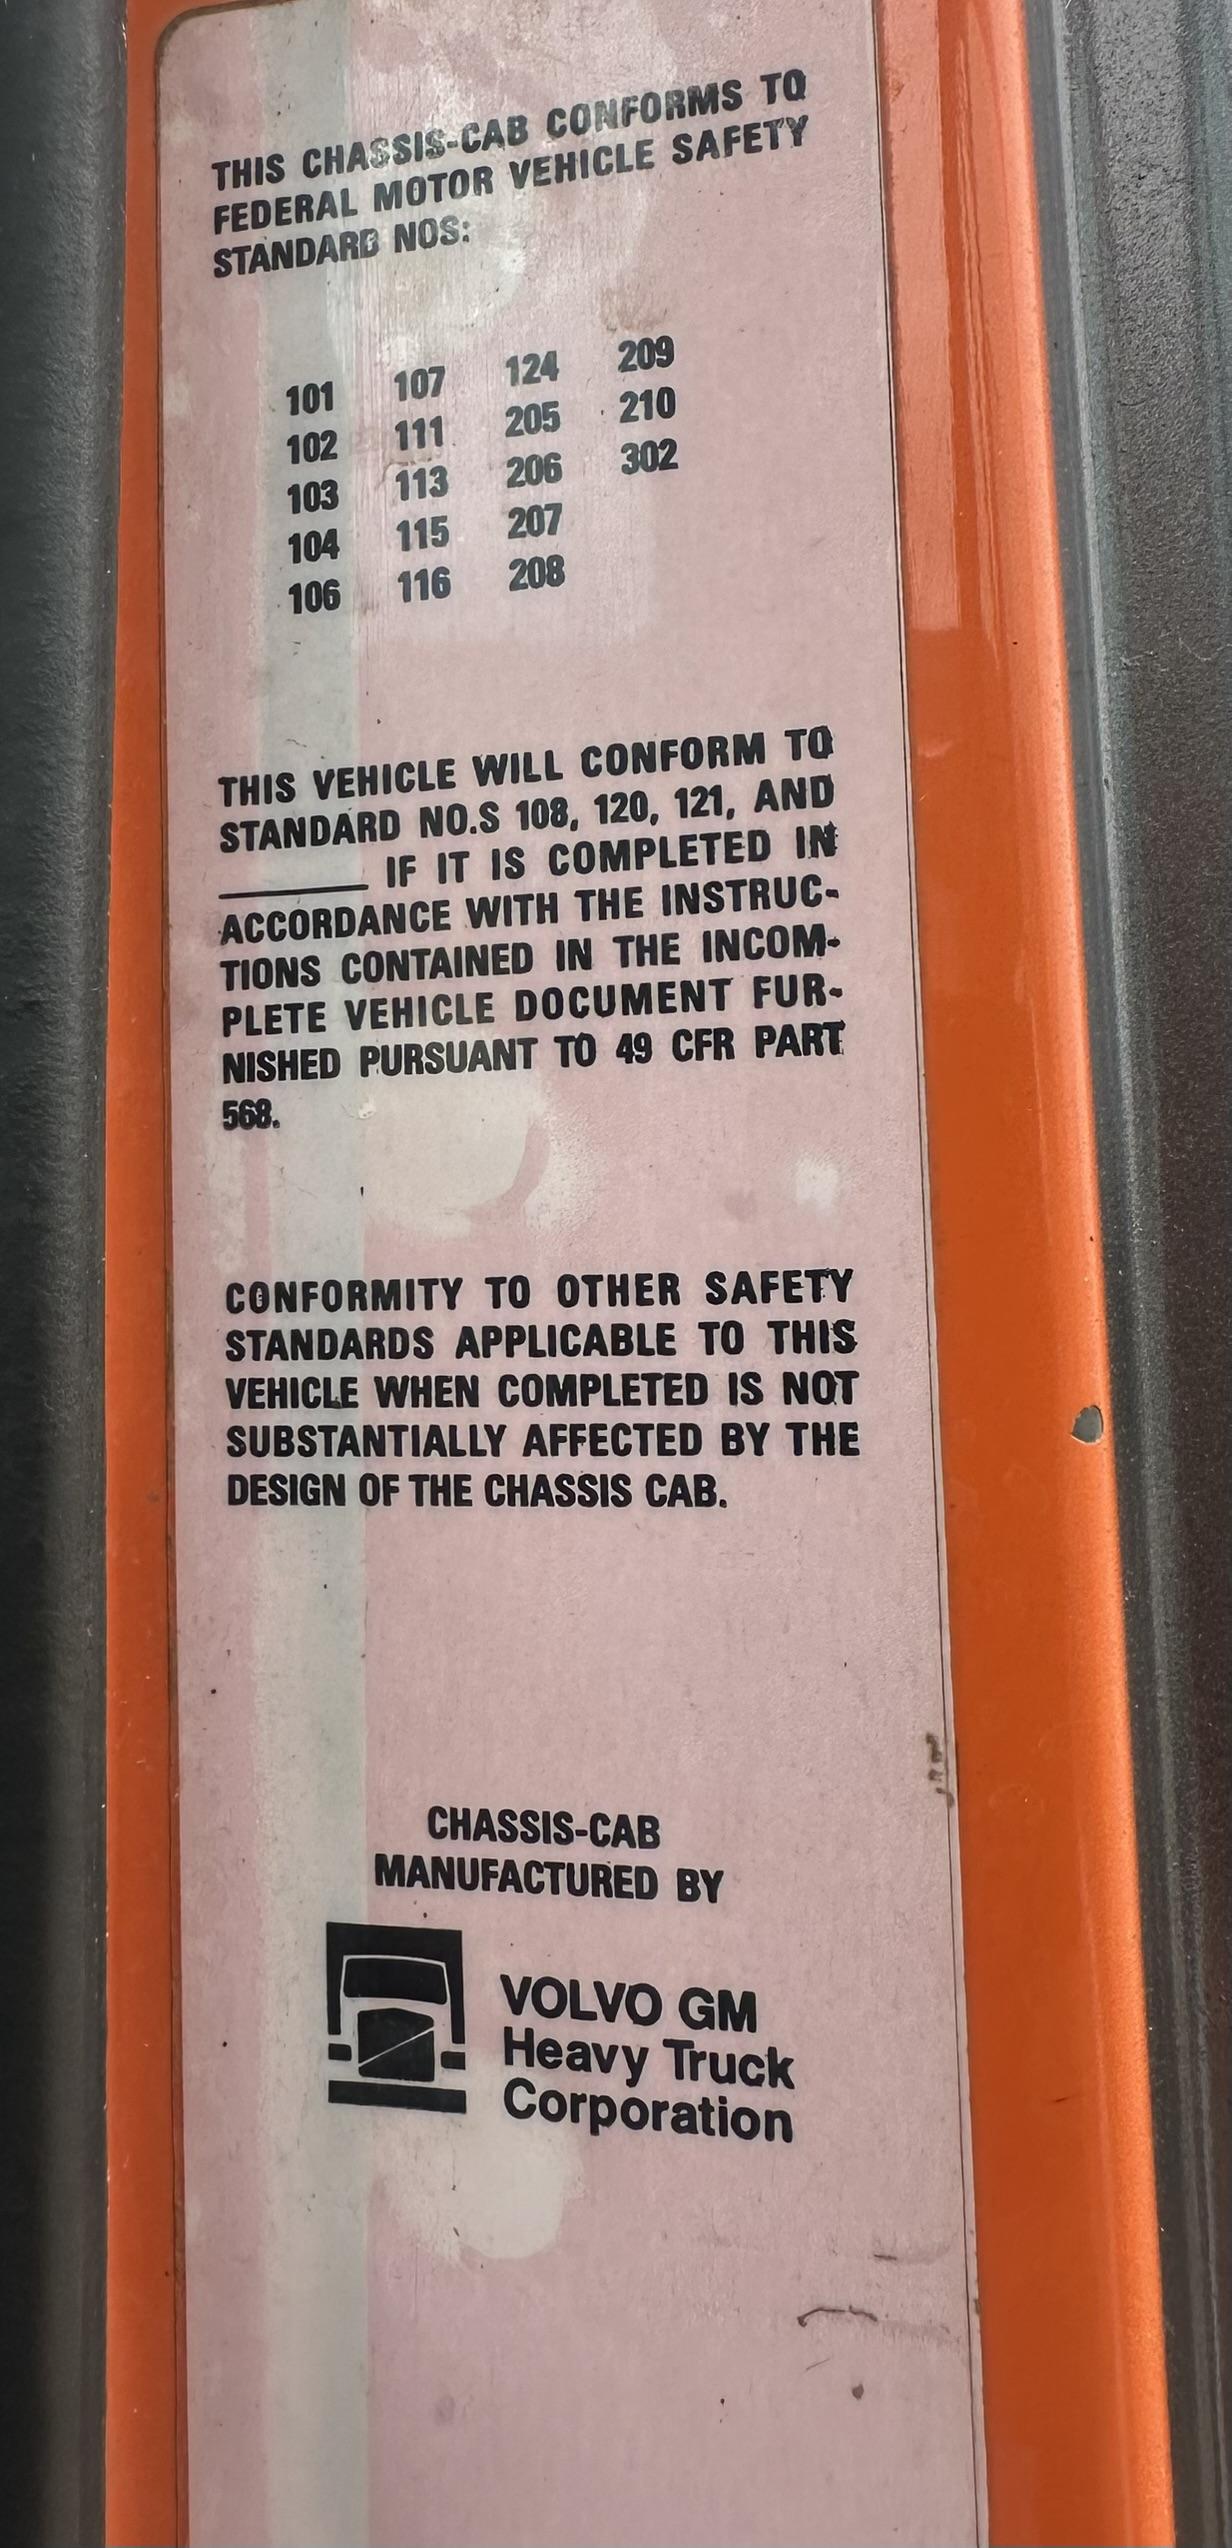 THIS CHASSIS-CAB CONFORMS TO
FEDERAL MOTOR VEHICLE SAFETY
STANDARD NOS:
101 107 124 209
102 111 205 210
103 113 206 302
104 115 207
106 116 208
THIS VEHICLE WILL CONFORM TO
STANDARD NO.S 108, 120, 121, AND
________ IF IT IS COMPLETED IN
ACCORDANCE WITH THE INSTRUC-
TIONS CONTAINED IN THE INCOM-
PLETE VEHICLE DOCUMENT FUR-
NISHED PURSUANT TO 49 CFR PART
568.
CONFORMITY TO OTHER SAFETY
STANDARDS APPLICABLE TO THIS
VEHICLE WHEN COMPLETED IS NOT
SUBSTANTIALLY AFFECTED BY THE
DESIGN OF THE CHASSIS CAB.
CHASSIS-CAB
MANUFACTURED BY
VOLVO GM
Heavy Truck
Corporation